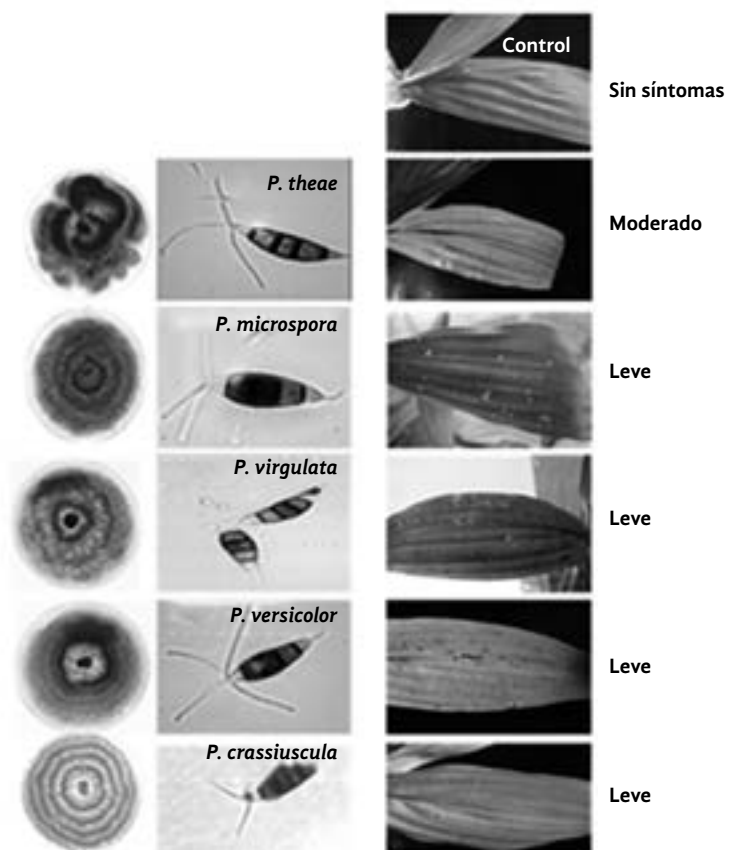 Control
Sin síntomas
P. theae
Moderado
P. microspora
Leve
P. virgulata
Leve
P. versicolor
Leve
P. crassiuscula
Leve